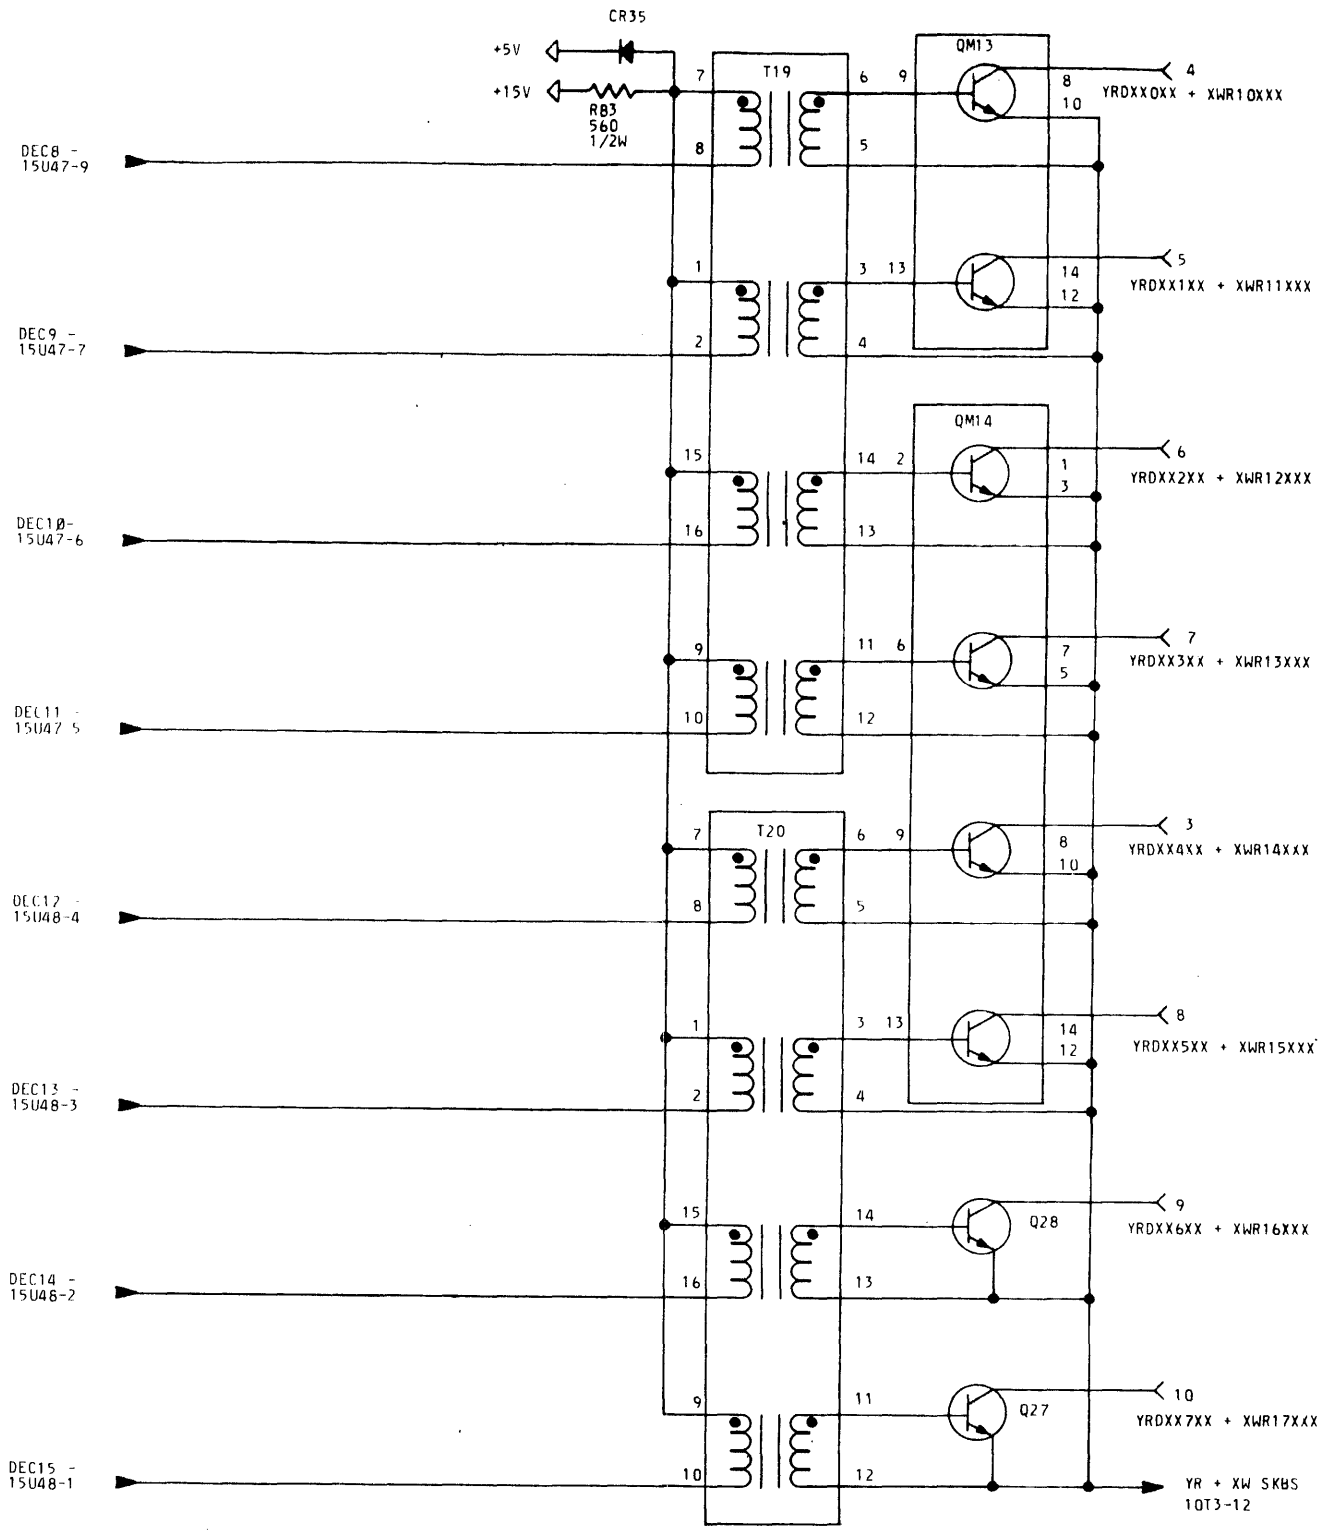 CR35
+5V
QM13
T19
7
6
9
8
4
+15V
YRDXX0XX + XWR10XXX
10
R83
560
1/2W
8
5
DEC8 -
15U47-9
1
3
13
14
5
12
YRDXX1XX + XWR11XXX
DEC9 -
15U47-7
2
4
QM14
15
14
2
1
6
3
YRDXX2XX + XWR12XXX
DEC10-
15U47-6
16
13
9
11
6
7
7
5
YRDXX3XX + XWR13XXX
DEC11 -
15U47 5
10
12
T20
7
6
9
8
3
10
YRDXX4XX + XWR14XXX
DEC12 -
15U48-4
8
5
1
3
13
14
8
12
YRDXX5XX + XWR15XXX
DEC13 -
15U48-3
2
4
15
14
Q28
9
YRDXX6XX + XWR16XXX
DEC14 -
15U48-2
16
13
9
11
Q27
10
YRDXX7XX + XWR17XXX
DEC15 -
15U48-1
10
12
YR + XW SKBS
10T3-12